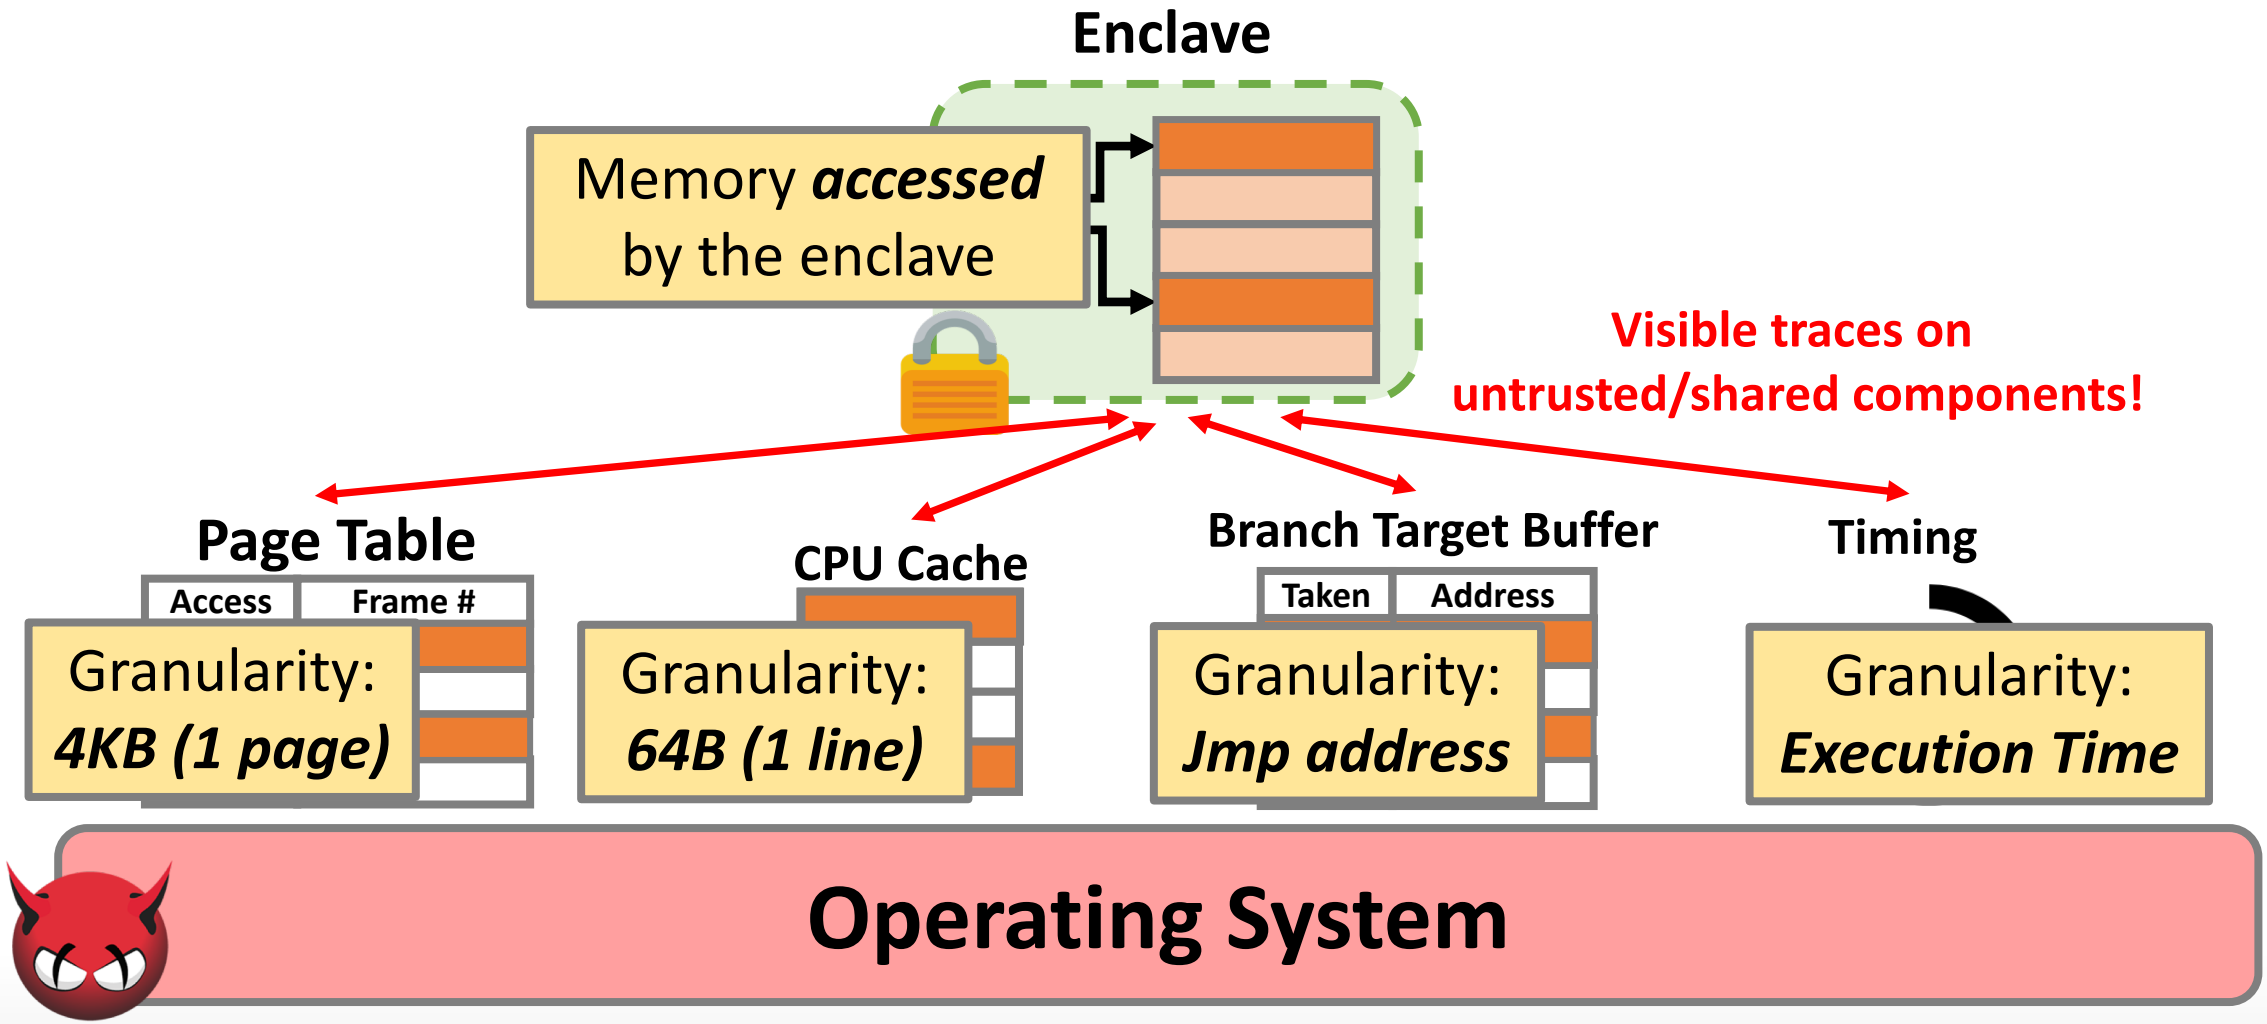 Enclave
Memory accessed
by the enclave
Visible traces on
untrusted/shared components!
Page Table
Access Frame #
Granularity:
4KB (1 page)
CPU Cache
Granularity:
64B (1 line)
Branch Target Buffer
Taken Address
Granularity:
Jmp address
Timing
Granularity:
Execution Time
Operating System